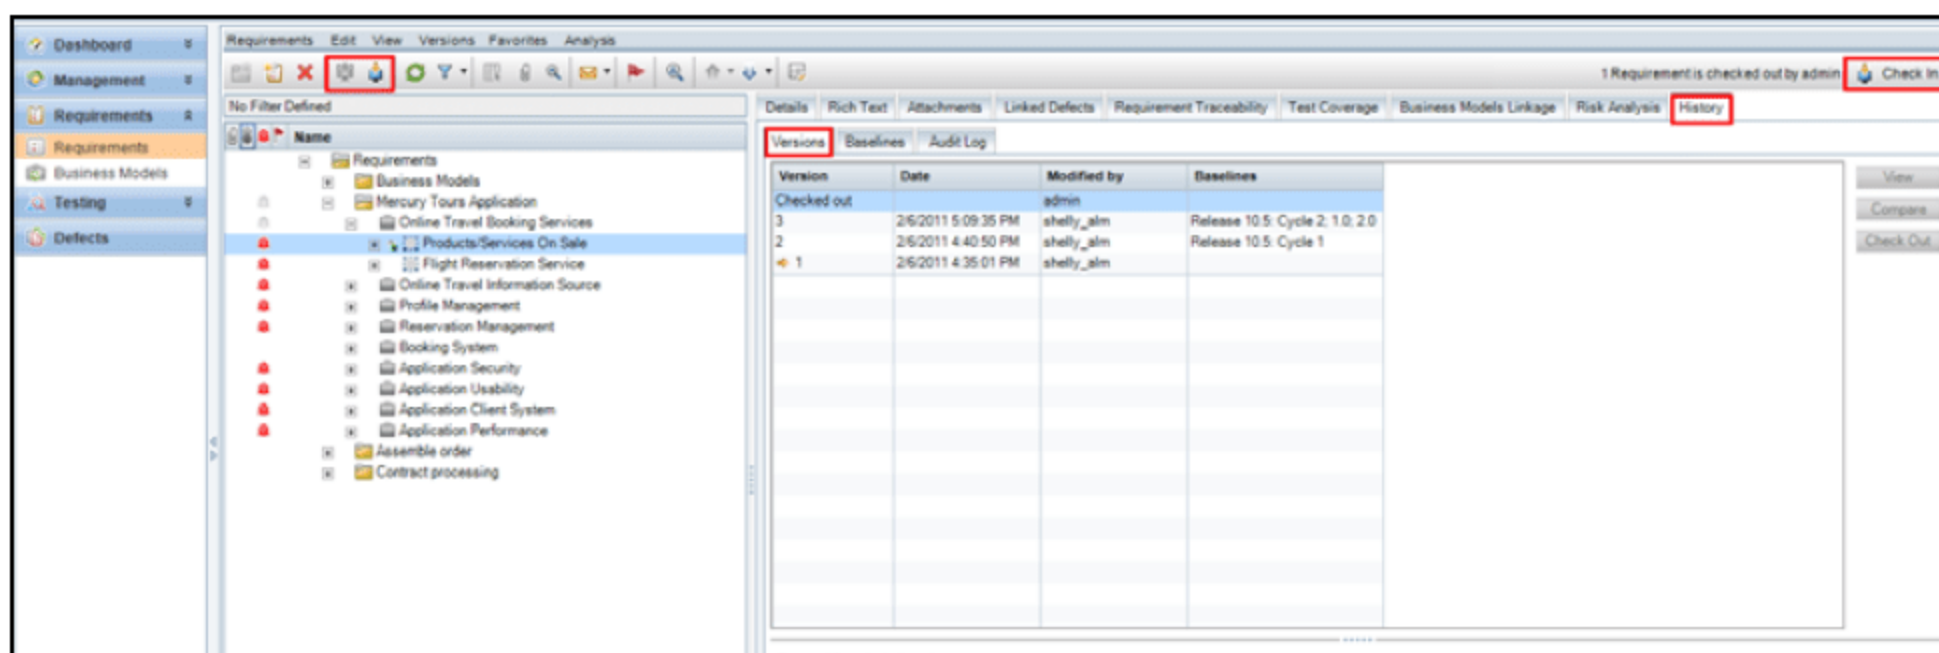 Dashboard
Management
Requirements
Requirements
Business Models
Testing
Defects
Requirements Edit View Versions Favorites Analysis
1 Requirement is checked out by admin Check In
No Filter Defined
Name
Requirements
Business Models
Mercury Tours Application
Online Travel Booking Services
Products/Services On Sale
Flight Reservation Service
Online Travel Information Source
Profile Management
Reservation Management
Booking System
Application Security
Application Usability
Application Client System
Application Performance
Assemble order
Contract processing
Details Rich Text Attachments Linked Defects Requirement Traceability Test Coverage Business Models Linkage Risk Analysis History
Versions Baselines Audit Log
Version Date Modified by Baselines
Checked out admin
3 2/6/2011 5:09:35 PM shelly_alm Release 10.5: Cycle 2; 1.0; 2.0
2 2/6/2011 4:40:50 PM shelly_alm Release 10.5: Cycle 1
1 2/6/2011 4:35:01 PM shelly_alm
View
Compare
Check Out